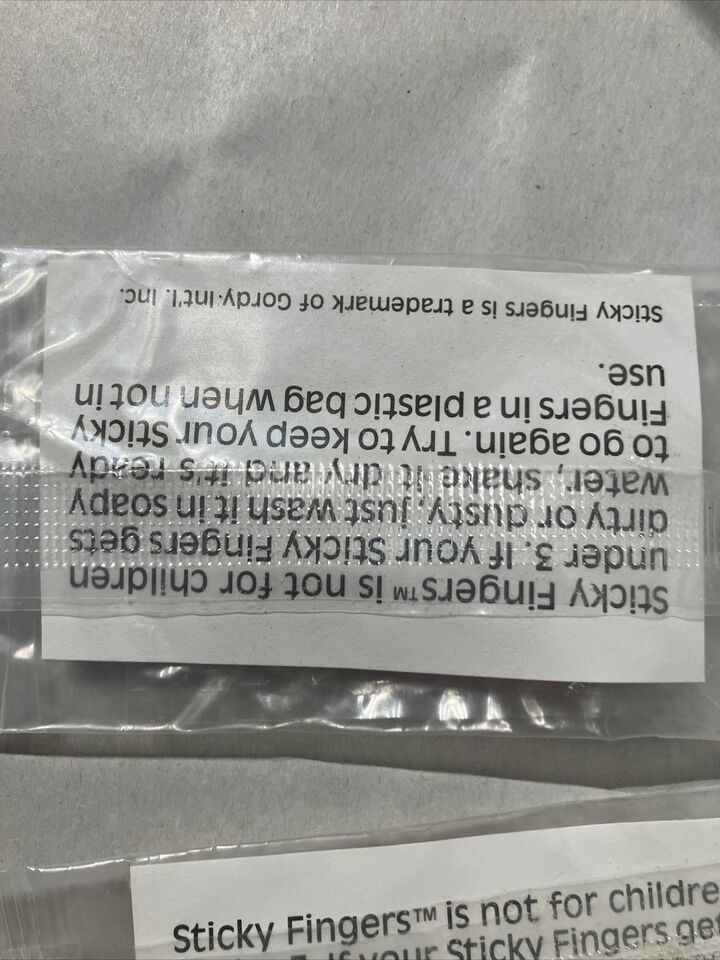 Sticky Fingers™ is not for children
under 3. If your Sticky Fingers gets
dirty or dusty, just wash it in soapy
water, shake it dry and it's ready
to go again. Try to keep your Sticky
Fingers in a plastic bag when not in
use.
Sticky Fingers is a trademark of Gordy·Int'l. Inc.
Sticky Fingers™ is not for childre
If your Sticky Fingers ge